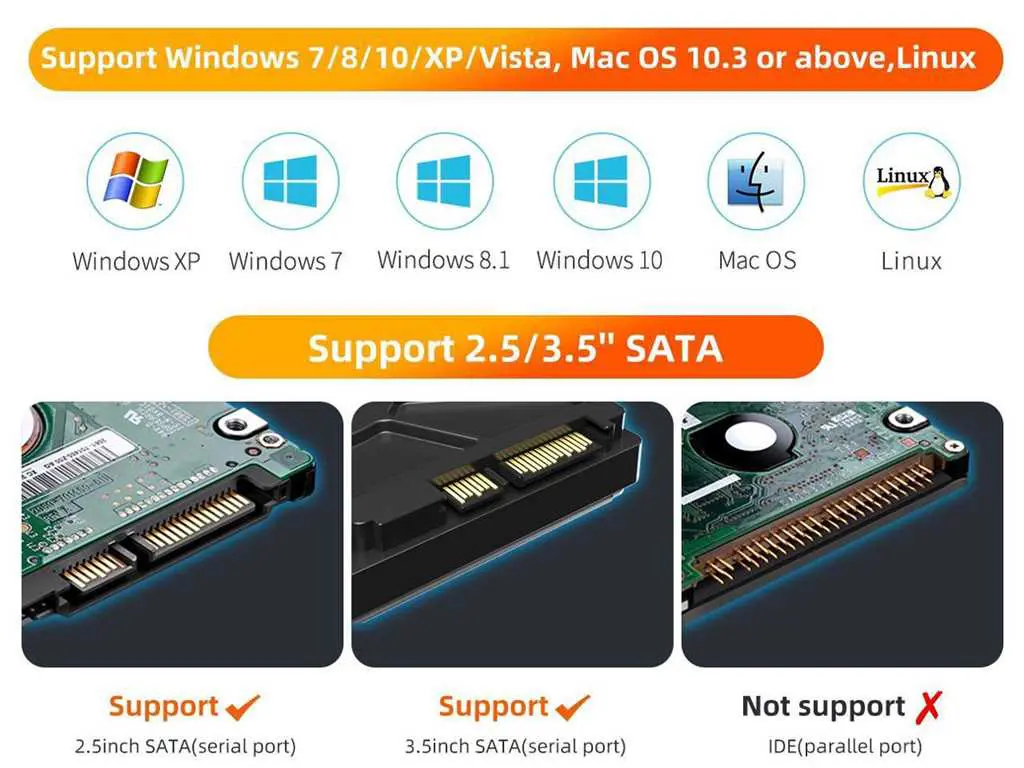 Support Windows 7/8/10/XP/Vista, Mac OS 10.3 or above,Linux
Linux
Windows XP
Windows 7
Windows 8.1
Windows 10
Mac OS
Linux
Support 2.5/3.5" SATA
Support
2.5inch SATA(serial port)
Support
3.5inch SATA(serial port)
Not support
IDE(parallel port)